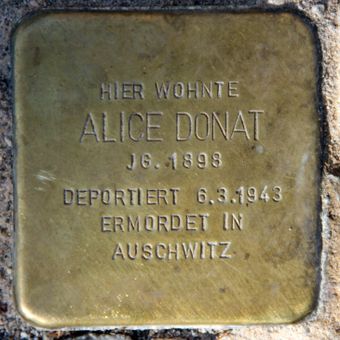 HIER WOHNTE
ALICE DONAT
JG. 1898
DEPORTIERT 6.3.1943
ERMORDET IN
AUSCHWITZ